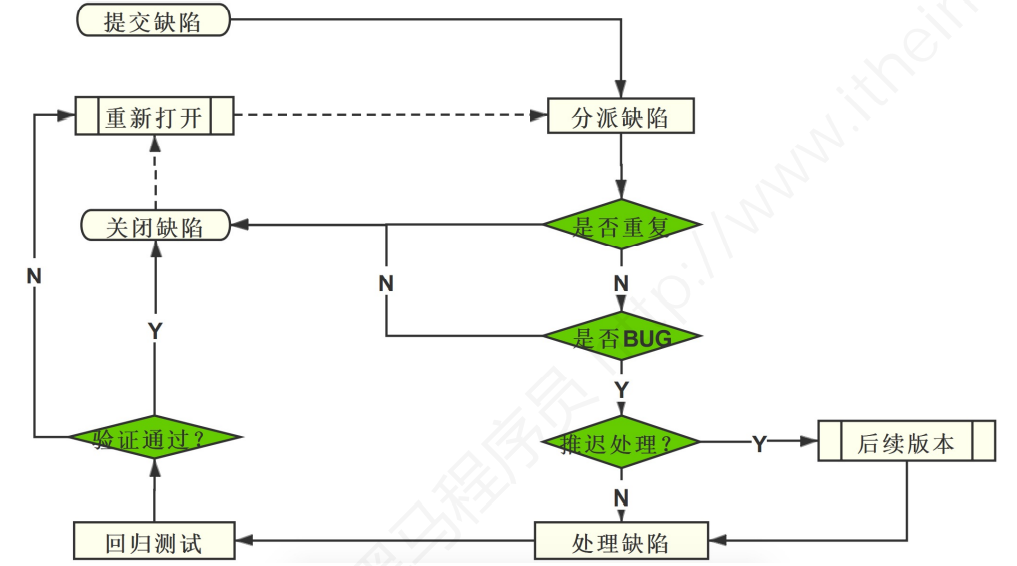 提交缺陷
重新打开
分派缺陷
关闭缺陷
是否重复
N
N
N
是否BUG
Y
Y
验证通过?
推迟处理?
Y
后续版本
N
回归测试
处理缺陷
黑马程序员 http://www.itheim